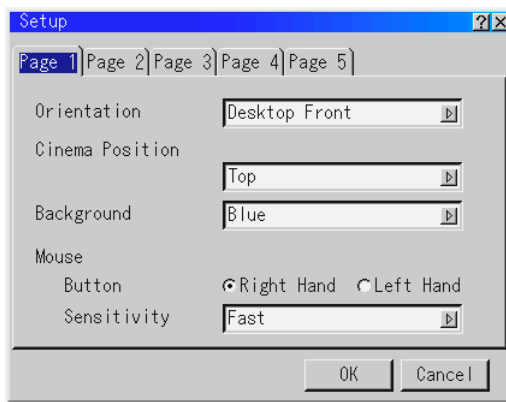 Setup
Page 1 Page 2 Page 3 Page 4 Page 5
Orientation Desktop Front
Cinema Position
Top
Background Blue
Mouse
Button Right Hand Left Hand
Sensitivity Fast
OK Cancel